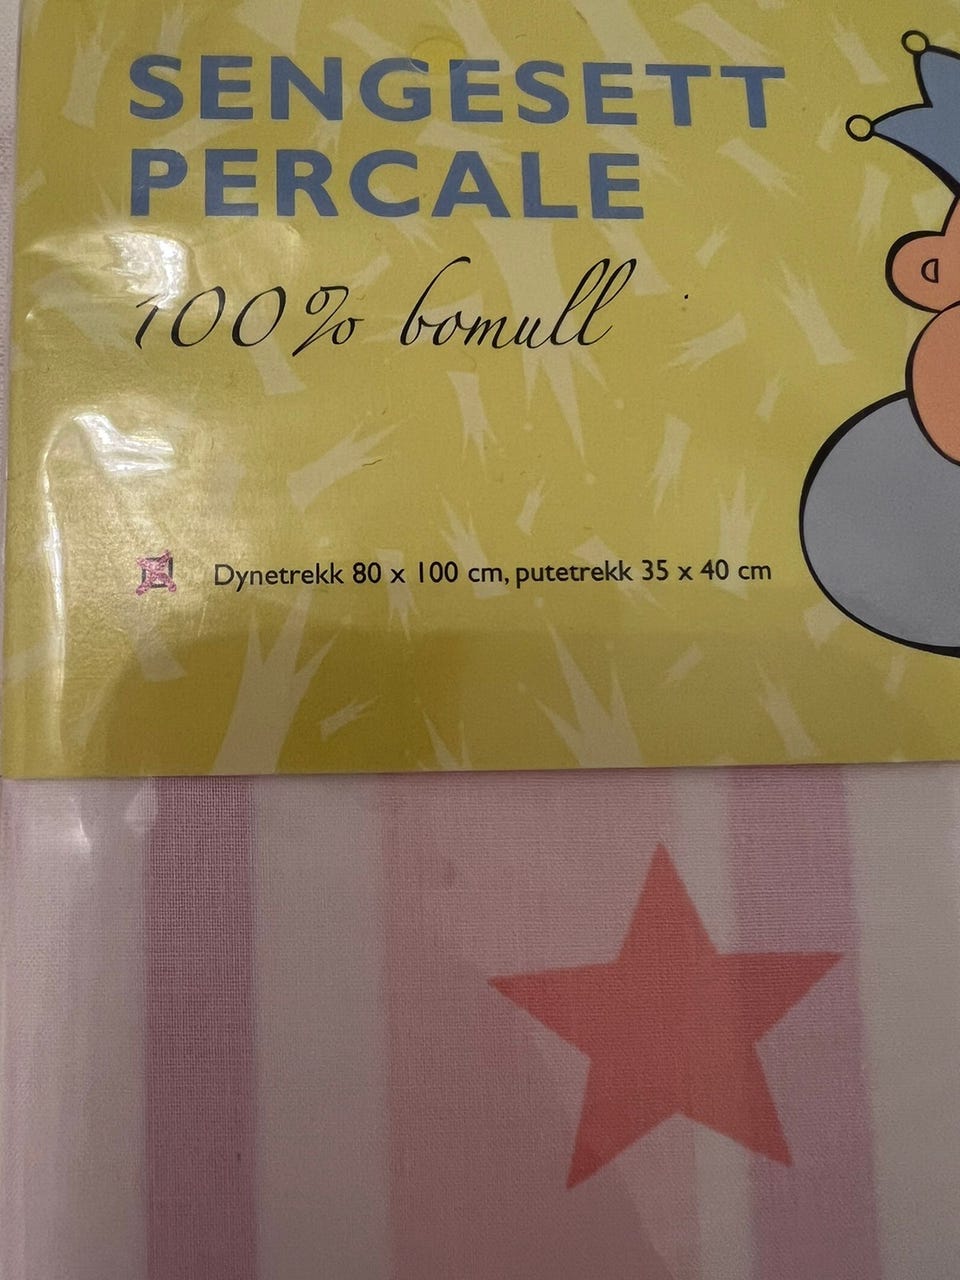 SENGESETT
PERCALE
100% bomull
Dynetrekk 80 x 100 cm, putetrekk 35 x 40 cm